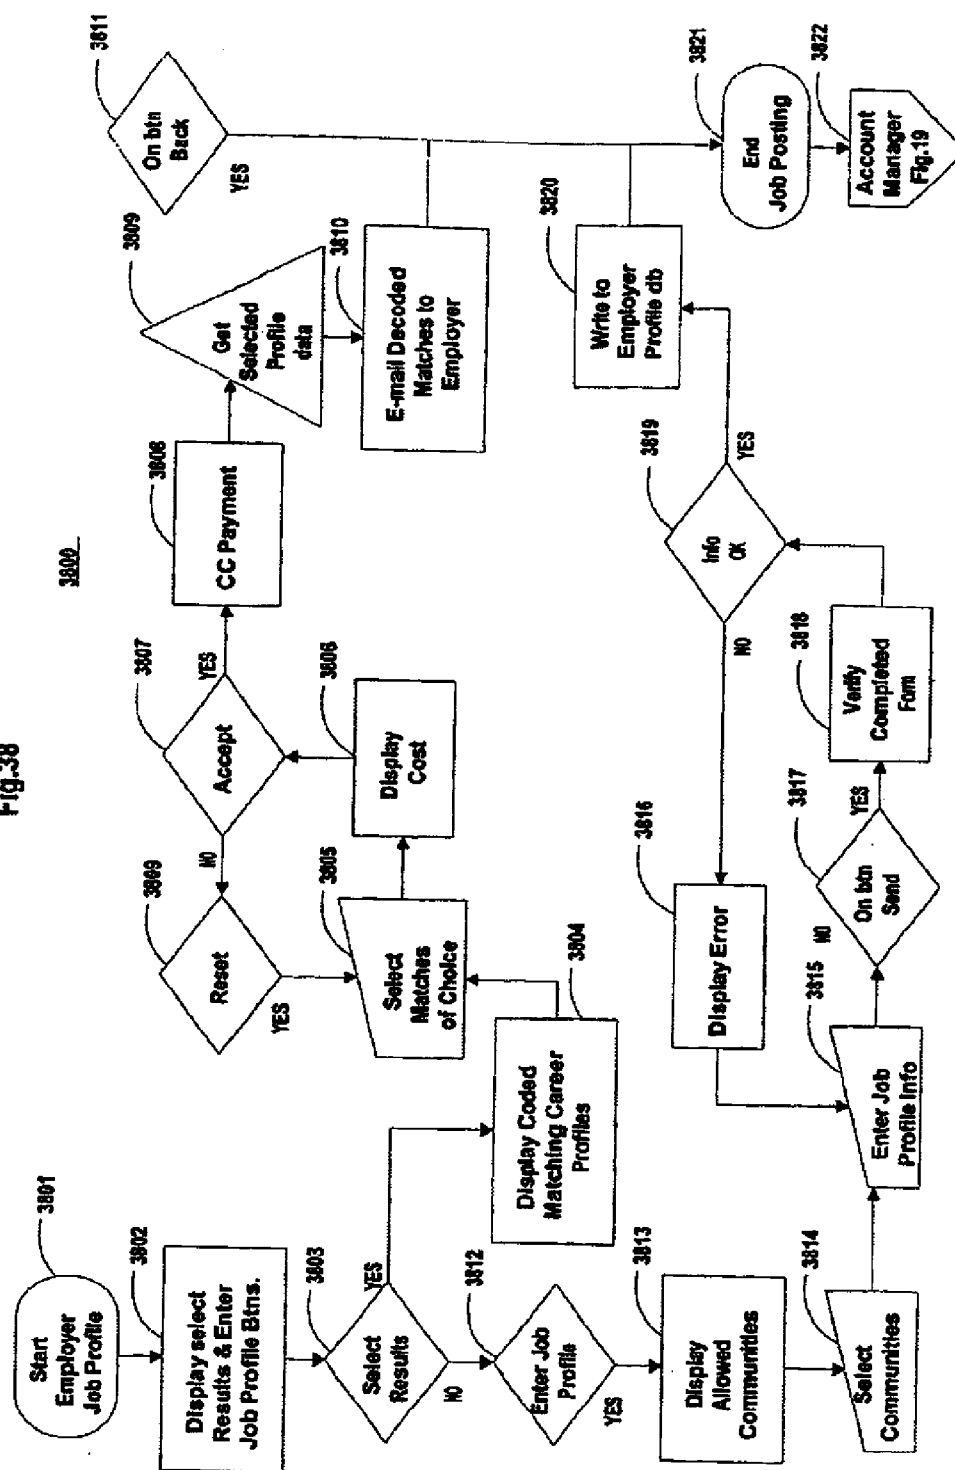 Fig.38
3800
3801
Start
Employer
Job Profile
3802
Display select
Results & Enter
Job Profile Btns.
3803
Select
Results
YES
NO
3804
Display Coded
Matching Career
Profiles
3805
Select
Matches
of Choice
3806
Display
Cost
3807
Accept
YES
NO
3809
Reset
YES
3808
CC Payment
3809
Get
Selected
Profile
data
3810
E-mail Decoded
Matches to
Employer
3811
On btn
Back
YES
3812
Enter Job
Profile
YES
3813
Display
Allowed
Communities
3814
Select
Communities
3815
Enter Job
Profile Info
3816
Display Error
3817
On btn
Send
NO
YES
3818
Verify
Completed
Form
3819
Info
OK
NO
YES
3820
Write to
Employer
Profile db
3821
End
Job Posting
3822
Account
Manager
Fig.19